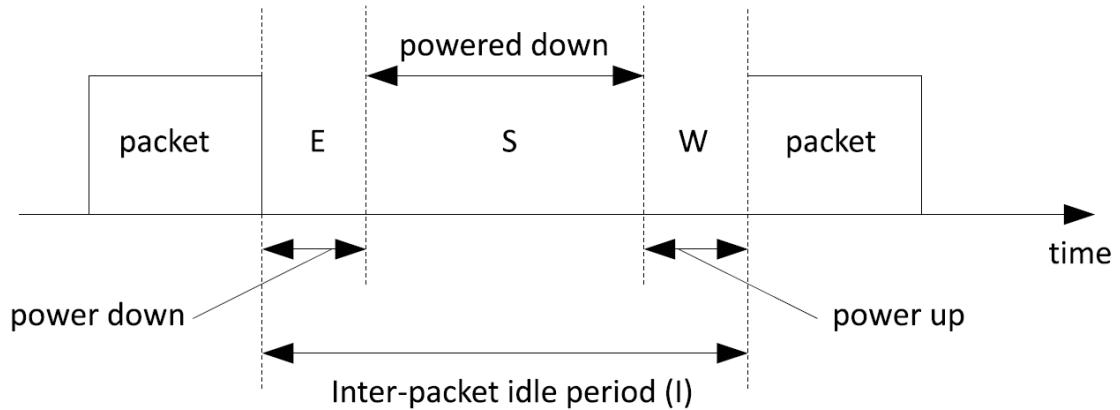 powered down
packet
E
S
W
packet
time
power down
power up
Inter-packet idle period (I)